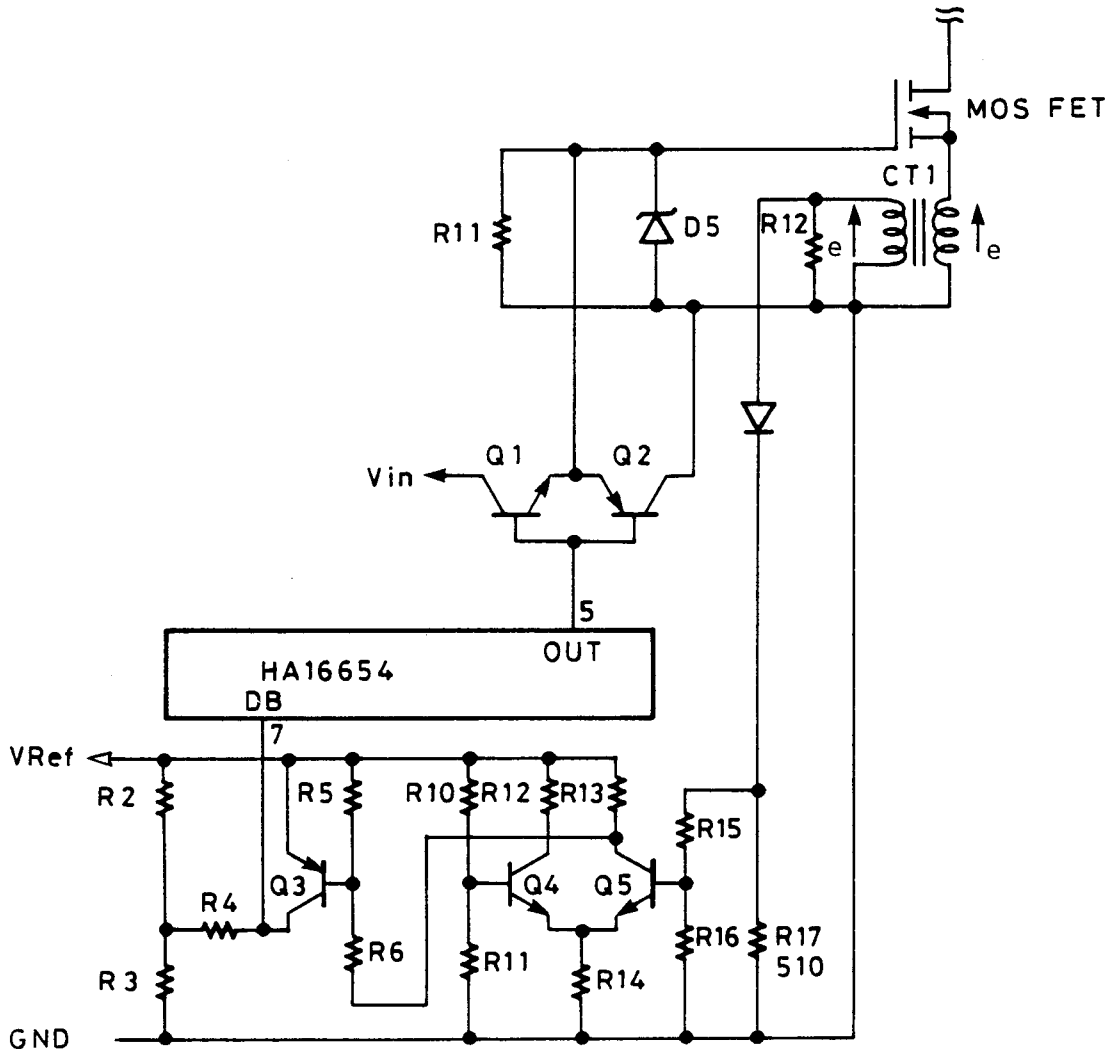 MOS FET
CT1
R11
D5
R12
e
e
Q1
Q2
Vin
5
OUT
HA16654
DB
7
VRef
R2
R5
R10
R12
R13
R15
Q3
Q4
Q5
R4
R3
R6
R11
R14
R16
R17
510
GND